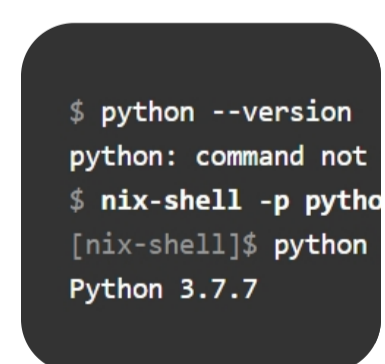 $ python --version
python: command not
$ nix-shell -p pytho
[nix-shell]$ python
Python 3.7.7